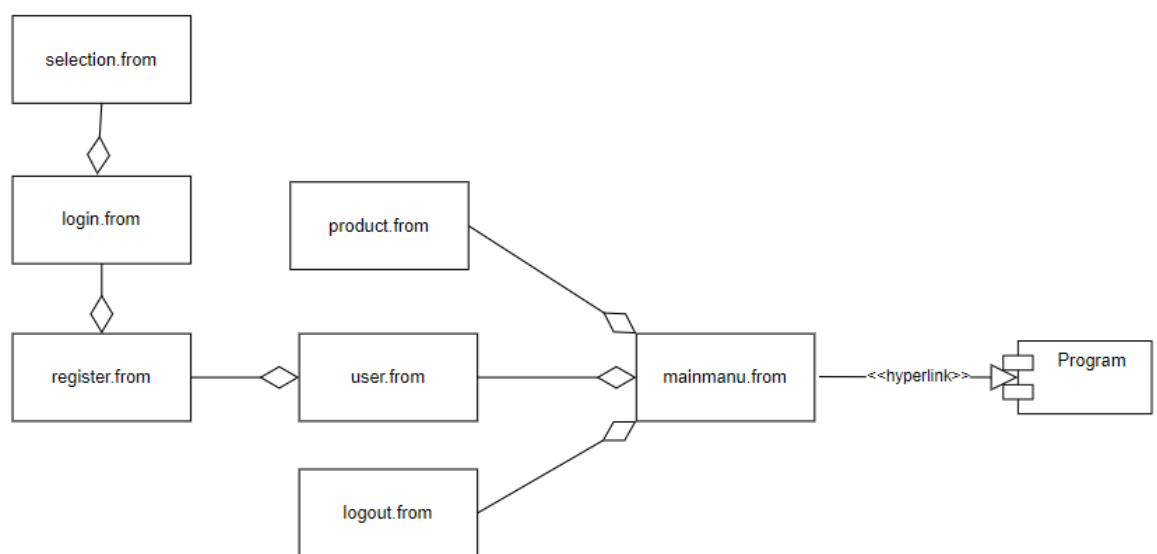 selection.from
login.from
product.from
register.from
user.from
mainmanu.from
<<hyperlink>>
Program
logout.from